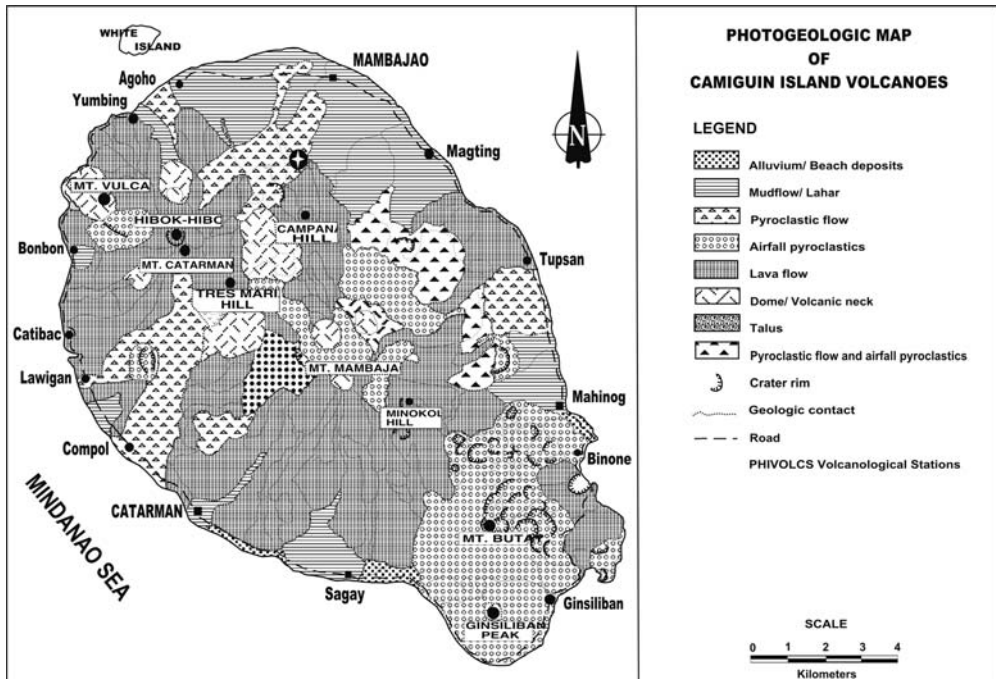 WHITE
ISLAND
MAMBAJAO
Agoho
Yumbing
Magting
MT. VULCA
HIBOK-HIBO
CAMPANA
HILL
Bonbon
MT. CATARMAN
Tupsan
TRES MARI
HILL
Catibac
MT. MAMBAJA
Lawigan
Mahinog
MINOKOL
HILL
Compol
Binone
CATARMAN
MT. BUTAY
MINDANAO SEA
Sagay
Ginsiliban
GINSILIBAN
PEAK
N
PHOTOGEOLOGIC MAP
OF
CAMIGUIN ISLAND VOLCANOES
LEGEND
Alluvium/ Beach deposits
Mudflow/ Lahar
Pyroclastic flow
Airfall pyroclastics
Lava flow
Dome/ Volcanic neck
Talus
Pyroclastic flow and airfall pyroclastics
Crater rim
Geologic contact
Road
PHIVOLCS Volcanological Stations
SCALE
0 1 2 3 4
Kilometers